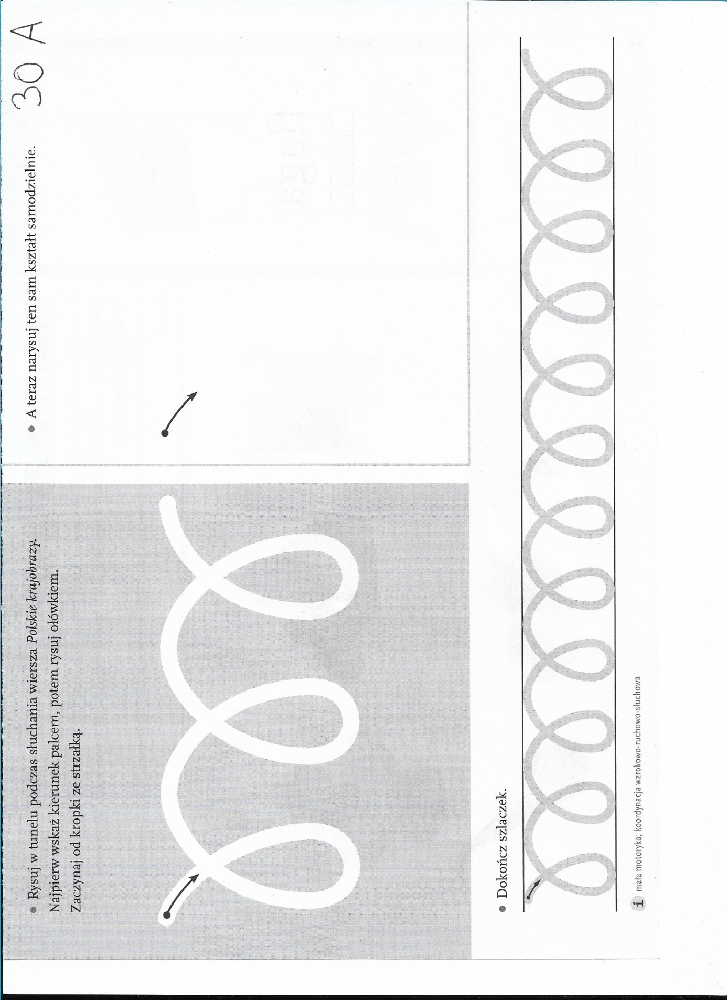 30 A
• Rysuj w tunelu podczas słuchania wiersza Polskie krajobrazy.
Najpierw wskaż kierunek palcem, potem rysuj ołówkiem.
Zaczynaj od kropki ze strzałką.
• A teraz narysuj ten sam kształt samodzielnie.
• Dokończ szlaczek.
i mała motoryka; koordynacja wzrokowo-ruchowo-słuchowa